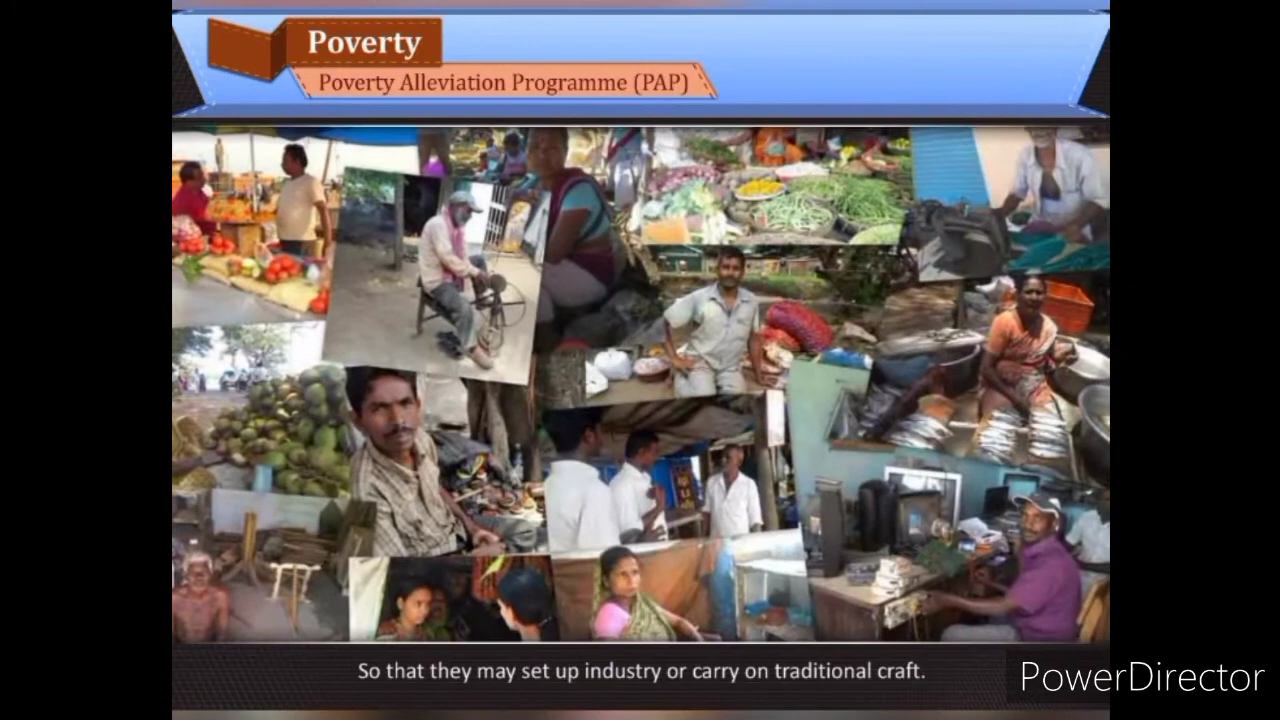 Poverty
Poverty Alleviation Programme (PAP)
So that they may set up industry or carry on traditional craft.
PowerDirector